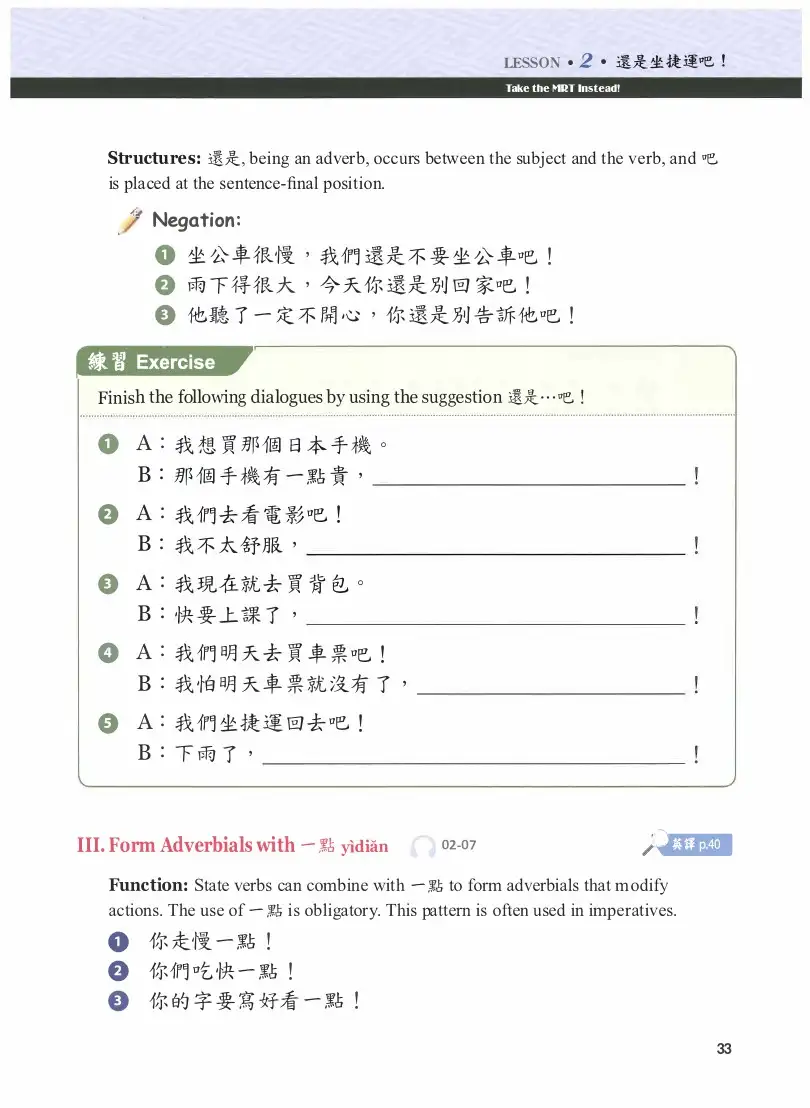 LESSON • 2 • 還是坐捷運吧！
Take the MRT Instead!
Structures: 還是, being an adverb, occurs between the subject and the verb, and 吧
is placed at the sentence-final position.
Negation:
1 坐公車很慢，我們還是不要坐公車吧！
2 雨下得很大，今天你還是別回家吧！
3 他聽了一定不開心，你還是別告訴他吧！
練習 Exercise
Finish the following dialogues by using the suggestion 還是…吧！
1 A：我想買那個日本手機。
B：那個手機有一點貴，____________________！
2 A：我們去看電影吧！
B：我不太舒服，____________________！
3 A：我現在就去買背包。
B：快要上課了，____________________！
4 A：我們明天去買車票吧！
B：我怕明天車票就沒有了，____________________！
5 A：我們坐捷運回去吧！
B：下雨了，____________________！
III. Form Adverbials with 一點 yìdiǎn 02-07 英譯 p.40
Function: State verbs can combine with 一點 to form adverbials that modify
actions. The use of 一點 is obligatory. This pattern is often used in imperatives.
1 你走慢一點！
2 你們吃快一點！
3 你的字要寫好看一點！
33